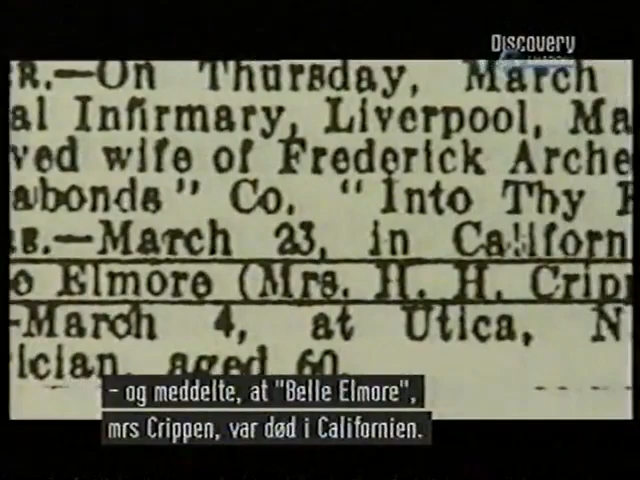 Discovery
R.—On Thursday, March
al Infirmary, Liverpool, Ma
ved wife of Frederick Arche
abonds" Co. "Into Thy H
s.—March 23, in Californ
e Elmore (Mrs. H. H. Cripp
—March 4, at Utica, N
ician, aged 60.
- og meddelte, at "Belle Elmore",
mrs Crippen, var død i Californien.